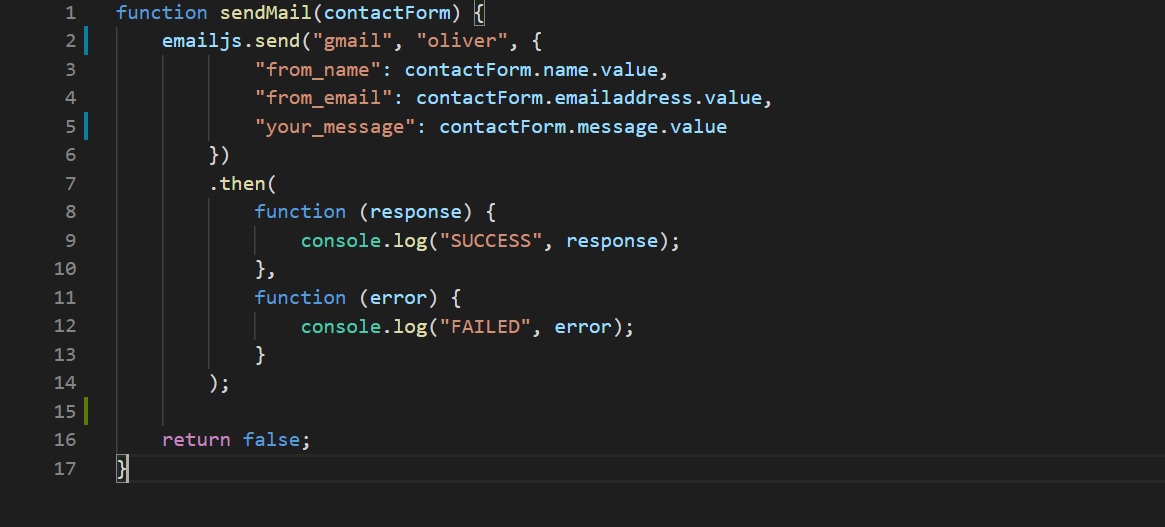 1 function sendMail(contactForm) {
2 emailjs.send("gmail", "oliver", {
3 "from_name": contactForm.name.value,
4 "from_email": contactForm.emailaddress.value,
5 "your_message": contactForm.message.value
6 })
7 .then(
8 function (response) {
9 console.log("SUCCESS", response);
10 },
11 function (error) {
12 console.log("FAILED", error);
13 }
14 );
15
16 return false;
17 }